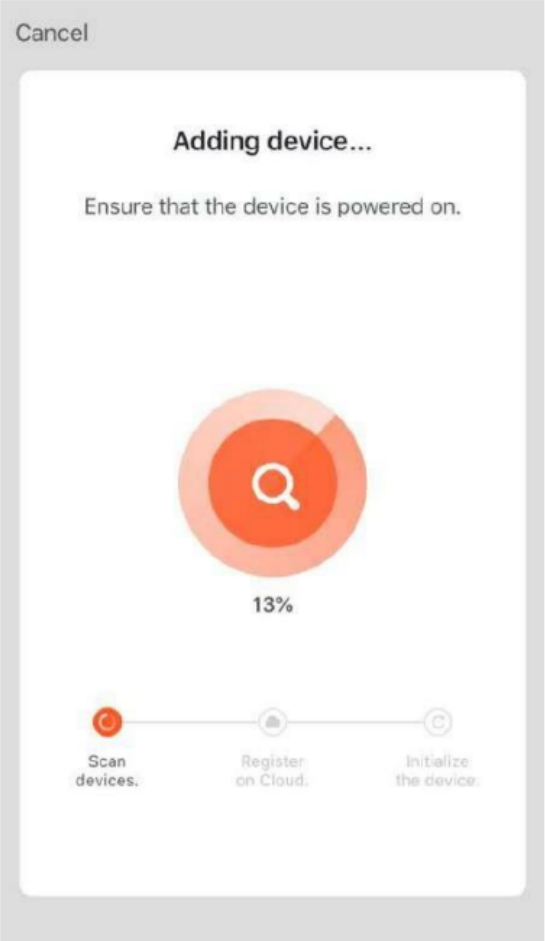 Cancel
Adding device...
Ensure that the device is powered on.
13%
Scan
devices.
Register
on Cloud.
Initialize
the device.